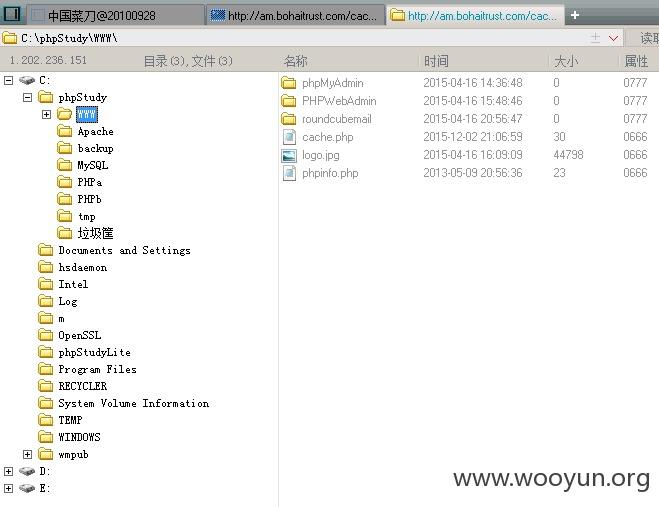 中国菜刀@20100928 http://am.bohaitrust.com/cac... http://am.bohaitrust.com/cac... +
C:\phpStudy\WWW\ 读取
1.202.236.151 目录(3),文件(3) 名称 时间 大小 属性
C:
phpStudy
WWW
Apache
backup
MySQL
PHPa
PHPb
tmp
垃圾筐
Documents and Settings
hsdaemon
Intel
Log
m
OpenSSL
phpStudyLite
Program Files
RECYCLER
System Volume Information
TEMP
WINDOWS
wmpub
D:
E:
phpMyAdmin 2015-04-16 14:36:48 0 0777
PHPWebAdmin 2015-04-16 15:48:46 0 0777
roundcubemail 2015-04-16 20:56:47 0 0777
cache.php 2015-12-02 21:06:59 30 0666
logo.jpg 2015-04-16 16:09:09 44798 0666
phpinfo.php 2013-05-09 20:56:36 23 0666
www.wooyun.org